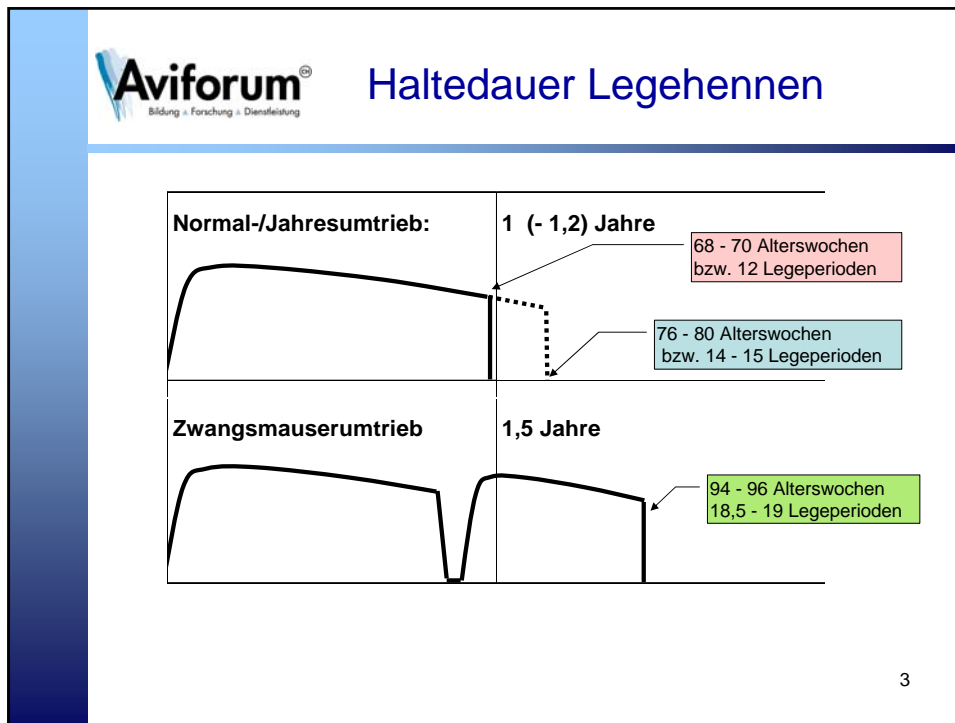 Aviforum® CH
Bildung & Forschung & Dienstleistung
Haltedauer Legehennen
Normal-/Jahresumtrieb:
1 (- 1,2) Jahre
68 - 70 Alterswochen
bzw. 12 Legeperioden
76 - 80 Alterswochen
bzw. 14 - 15 Legeperioden
Zwangsmauserumtrieb
1,5 Jahre
94 - 96 Alterswochen
18,5 - 19 Legeperioden
3